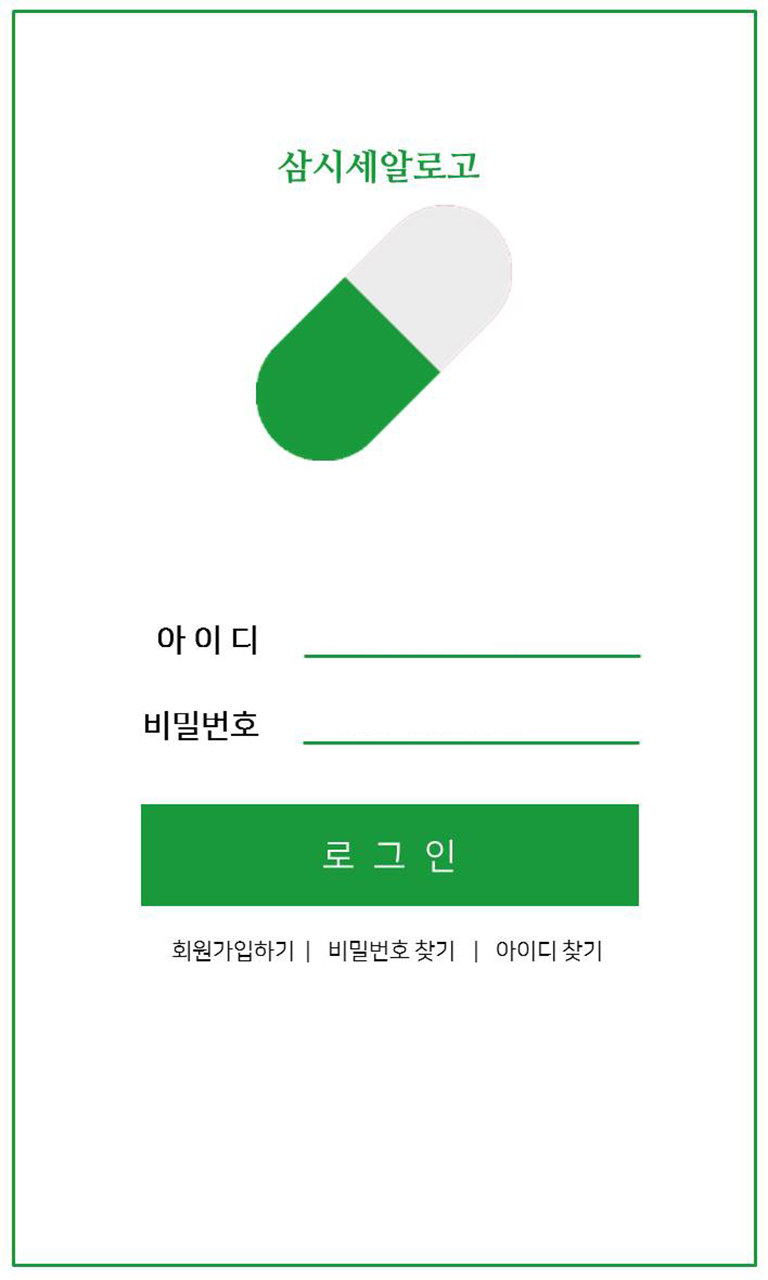 삼시세알로고
아 이 디
비밀번호
로 그 인
회원가입하기 | 비밀번호 찾기 | 아이디 찾기